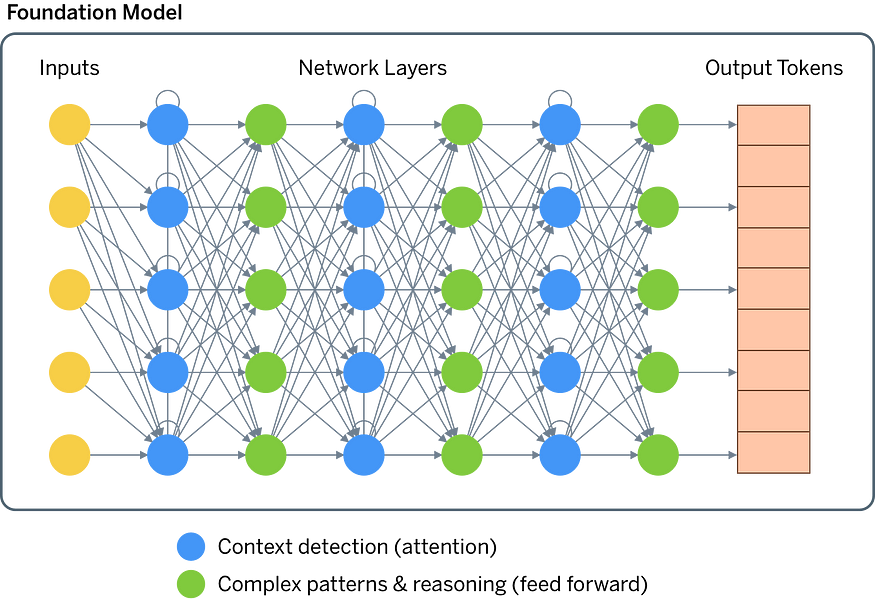 Foundation Model
Inputs
Network Layers
Output Tokens
Context detection (attention)
Complex patterns & reasoning (feed forward)